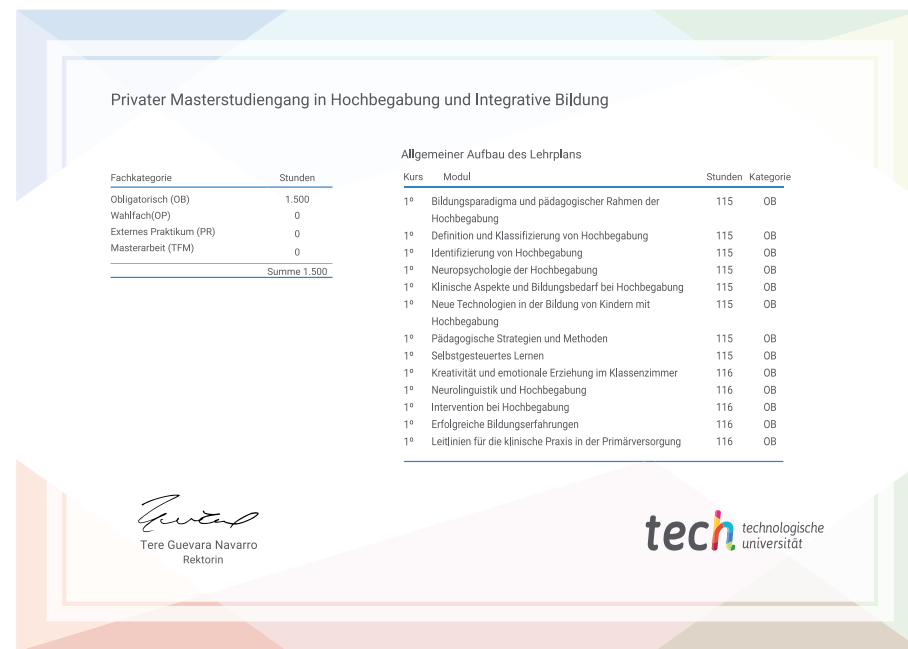 Privater Masterstudiengang in Hochbegabung und Integrative Bildung
Fachkategorie Stunden
Obligatorisch (OB) 1.500
Wahlfach(OP) 0
Externes Praktikum (PR) 0
Masterarbeit (TFM) 0
Summe 1.500
Allgemeiner Aufbau des Lehrplans
Kurs Modul Stunden Kategorie
1º Bildungsparadigma und pädagogischer Rahmen der 115 OB
Hochbegabung
1º Definition und Klassifizierung von Hochbegabung 115 OB
1º Identifizierung von Hochbegabung 115 OB
1º Neuropsychologie der Hochbegabung 115 OB
1º Klinische Aspekte und Bildungsbedarf bei Hochbegabung 115 OB
1º Neue Technologien in der Bildung von Kindern mit 115 OB
Hochbegabung
1º Pädagogische Strategien und Methoden 115 OB
1º Selbstgesteuertes Lernen 115 OB
1º Kreativität und emotionale Erziehung im Klassenzimmer 116 OB
1º Neurolinguistik und Hochbegabung 116 OB
1º Intervention bei Hochbegabung 116 OB
1º Erfolgreiche Bildungserfahrungen 116 OB
1º Leitlinien für die klinische Praxis in der Primärversorgung 116 OB
Tere Guevara Navarro
Rektorin
tech technologische
universität